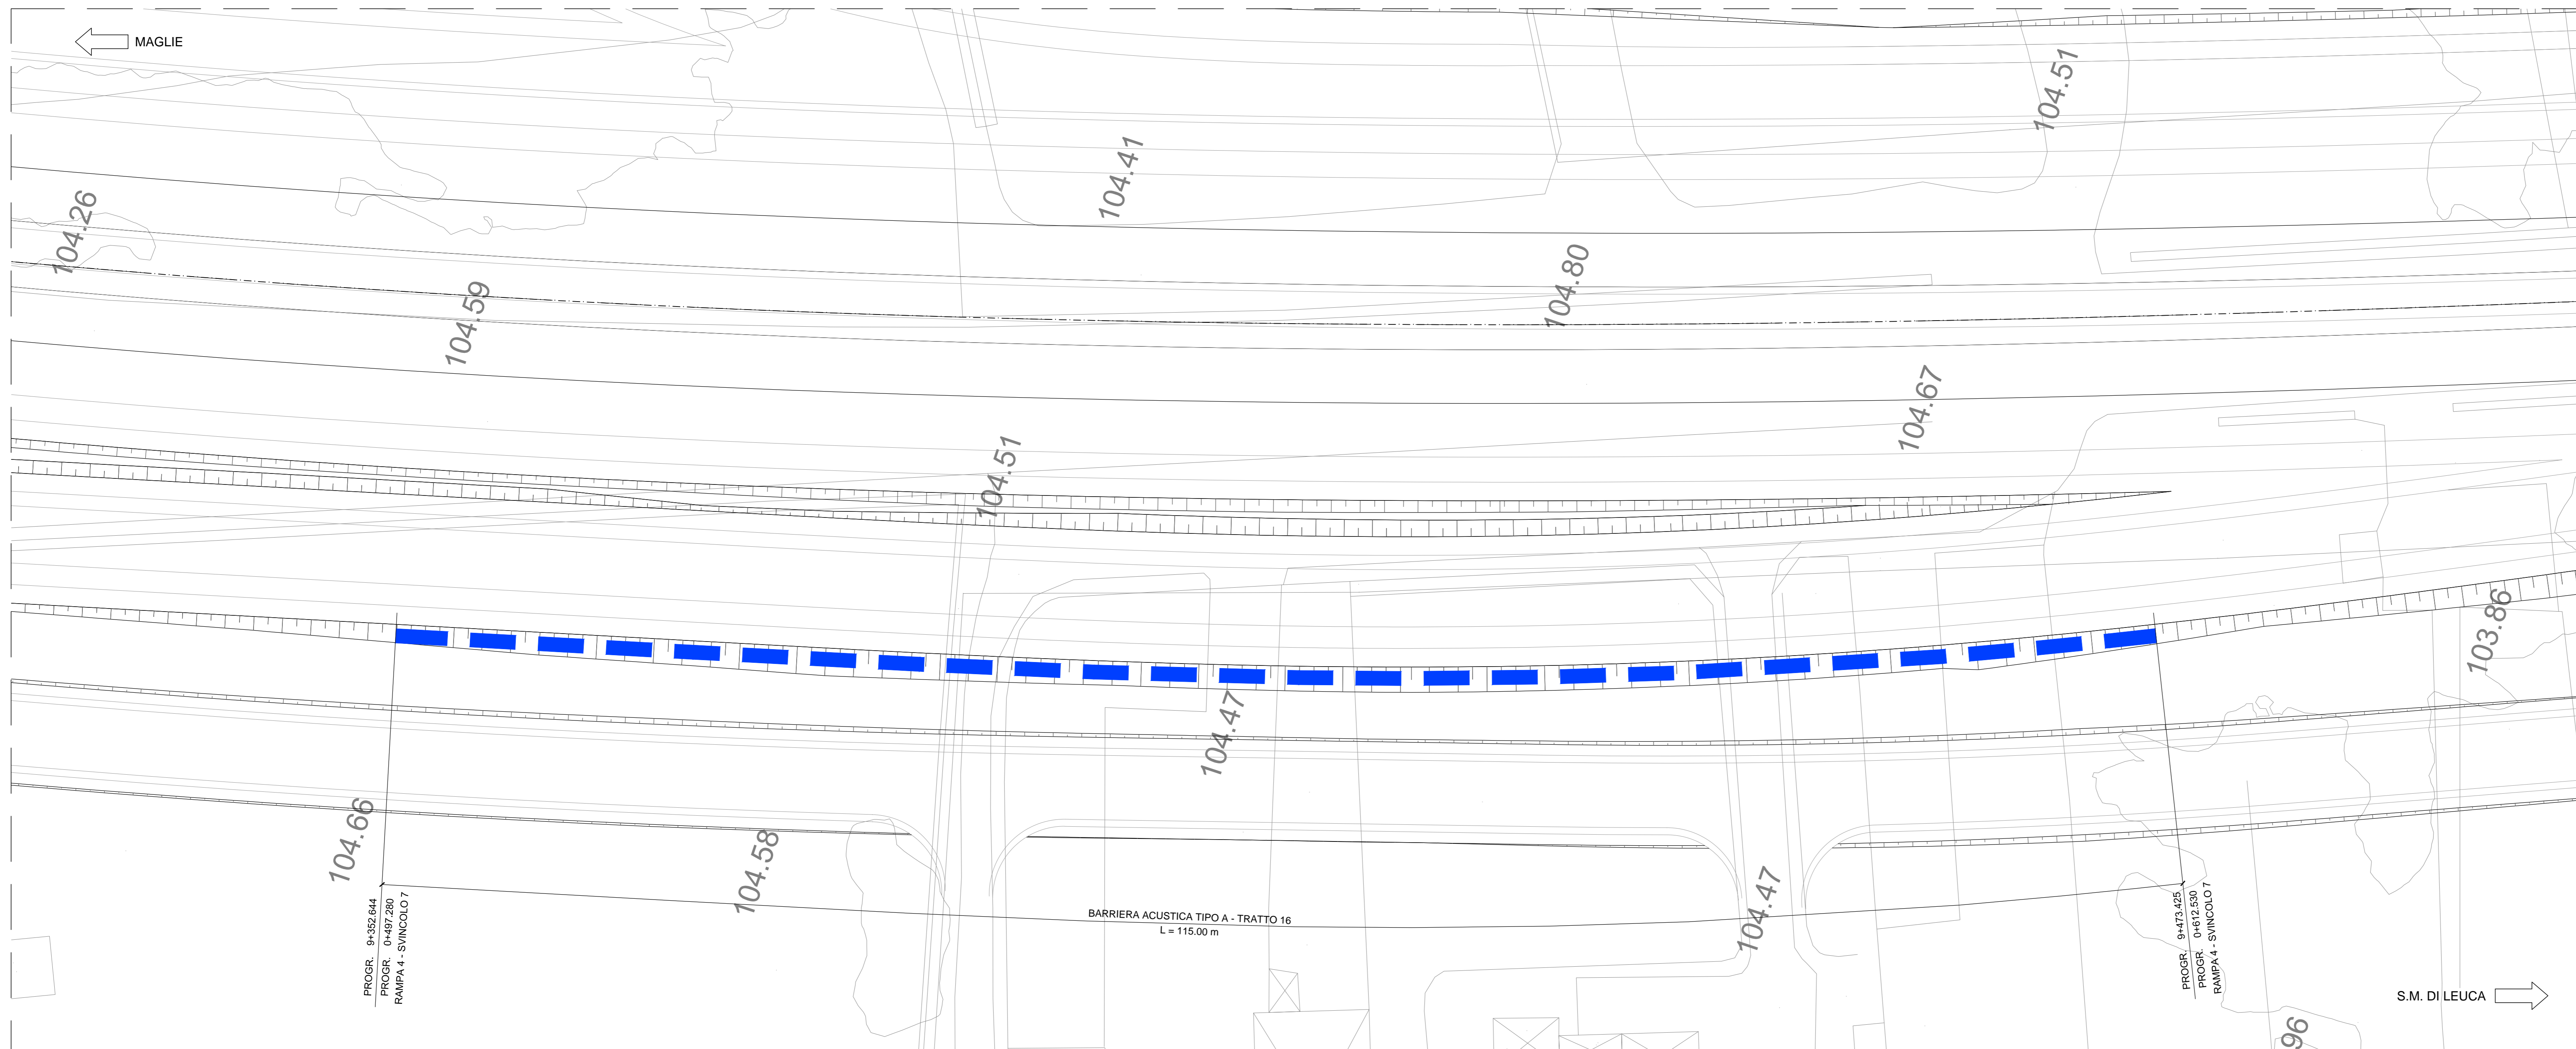 MAGLIE
104.51
104.41
104.26
104.80
104.59
104.67
104.51
103.86
104.47
104.66
104.58
104.47
PROGR. 9+352.644
PROGR. 0+497.280
RAMPA 4 - SVINCOLO 7
BARRIERA ACUSTICA TIPO A - TRATTO 16
L = 115.00 m
PROGR. 9+473.425
PROGR. 0+612.530
RAMPA 4 - SVINCOLO 7
S.M. DI LEUCA
96